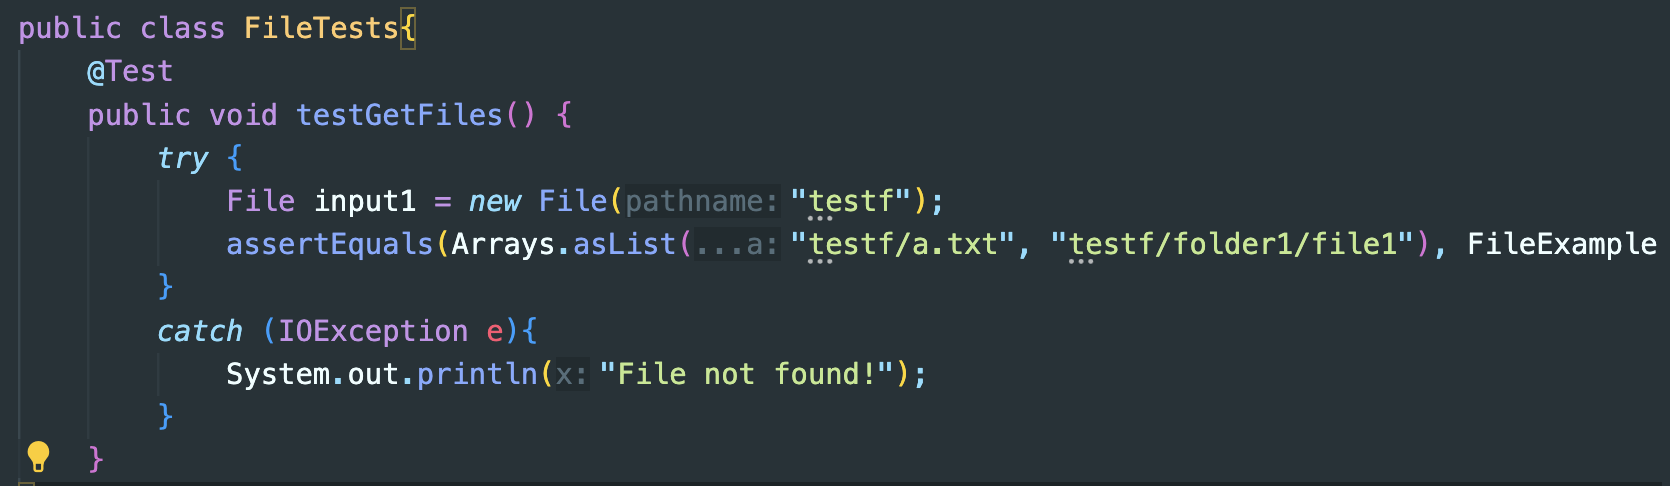 public class FileTests{
@Test
public void testGetFiles() {
try {
File input1 = new File(pathname: "testf");
assertEquals(Arrays.asList(...a: "testf/a.txt", "testf/folder1/file1"), FileExample
}
catch (IOException e){
System.out.println(x: "File not found!");
}
}